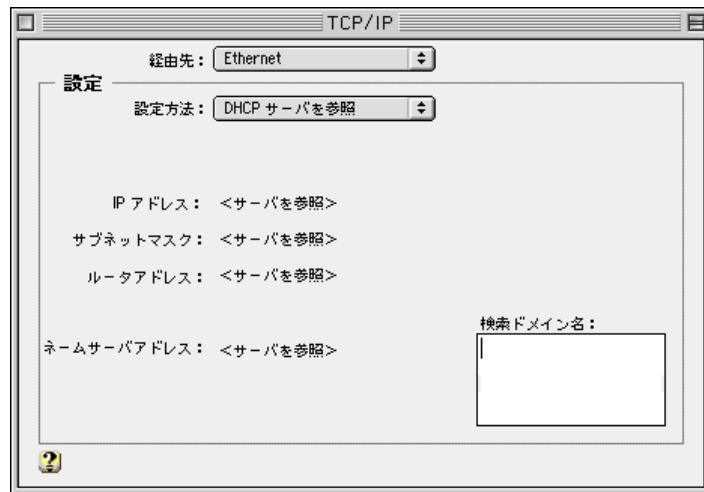 TCP/IP
経由先： Ethernet
設定
設定方法： DHCP サーバを参照
IP アドレス： <サーバを参照>
サブネットマスク： <サーバを参照>
ルータアドレス： <サーバを参照>
検索ドメイン名：
ネームサーバアドレス： <サーバを参照>
?